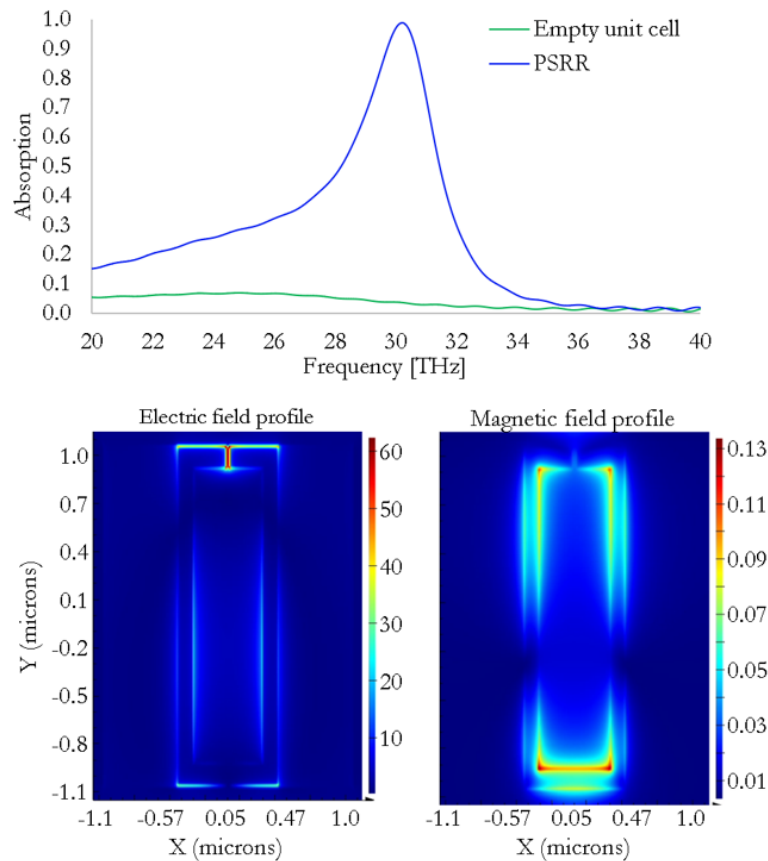 1.0
0.9
0.8
0.7
0.6
0.5
0.4
0.3
0.2
0.1
0.0
Absorption
Empty unit cell
PSRR
20 22 24 26 28 30 32 34 36 38 40
Frequency [THz]
Electric field profile
1.0
0.7
0.4
0.1
-0.2
-0.5
-0.8
-1.1
Y (microns)
-1.1 -0.57 0.05 0.47 1.0
X (microns)
60
50
40
30
20
10
Magnetic field profile
-1.1 -0.57 0.05 0.47 1.0
X (microns)
0.13
0.11
0.09
0.07
0.05
0.03
0.01